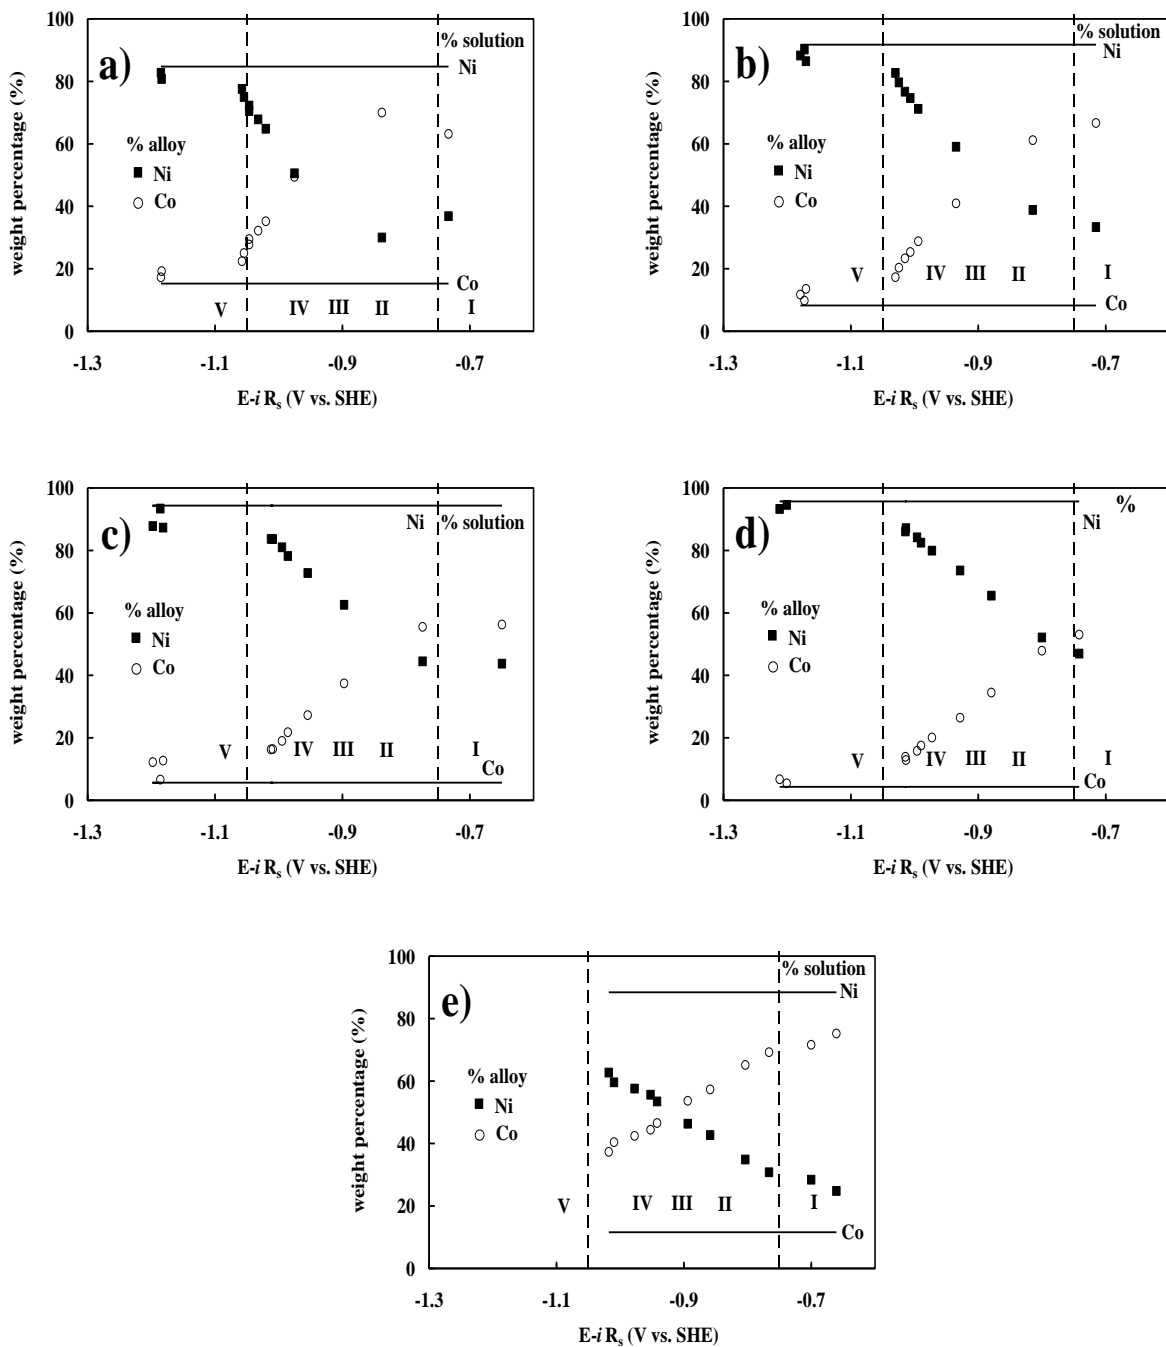 a)
% solution
Ni
% alloy
Ni
Co
Co
V IV III II I
weight percentage (%)
100
80
60
40
20
0
-1.3 -1.1 -0.9 -0.7
E-i Rs (V vs. SHE)
b)
% solution
Ni
% alloy
Ni
Co
V IV III II I
Co
weight percentage (%)
100
80
60
40
20
0
-1.3 -1.1 -0.9 -0.7
E-i Rs (V vs. SHE)
c)
Ni % solution
% alloy
Ni
Co
V IV III II I
Co
weight percentage (%)
100
80
60
40
20
0
-1.3 -1.1 -0.9 -0.7
E-i Rs (V vs. SHE)
d)
%
Ni
% alloy
Ni
Co
V IV III II I
Co
weight percentage (%)
100
80
60
40
20
0
-1.3 -1.1 -0.9 -0.7
E-i Rs (V vs. SHE)
e)
% solution
Ni
% alloy
Ni
Co
V IV III II I
Co
weight percentage (%)
100
80
60
40
20
0
-1.3 -1.1 -0.9 -0.7
E-i Rs (V vs. SHE)